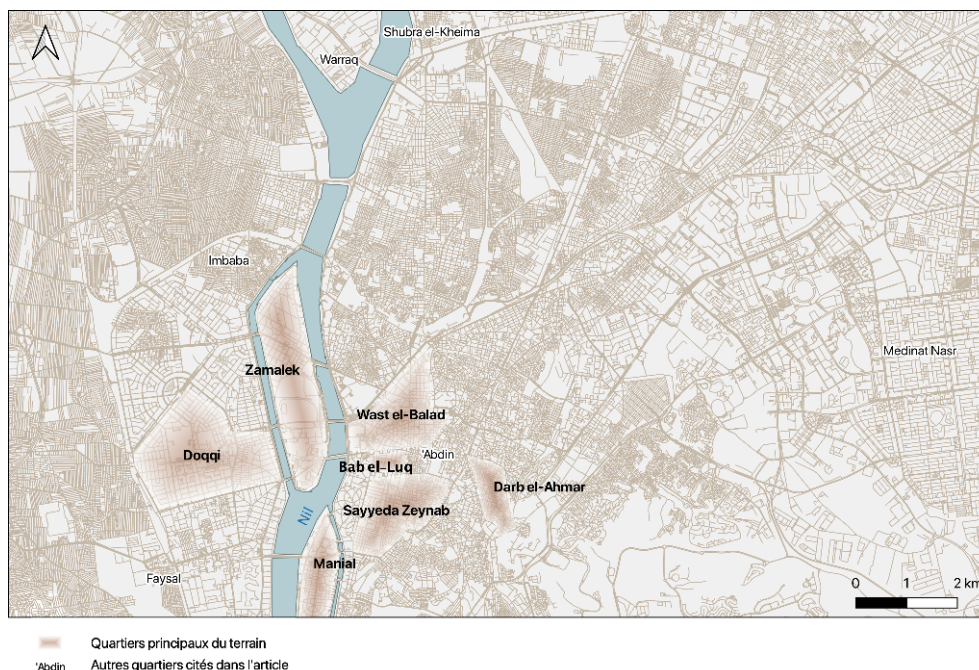 Shubra el-Kheima
Warraq
Imbaba
Medinat Nasr
Zamalek
Wast el-Balad
Doqqi
'Abdin
Bab el-Luq
Darb el-Ahmar
Sayyeda Zeynab
Nil
Manial
Faysal
0 1 2 km
Quartiers principaux du terrain
'Abdin Autres quartiers cités dans l'article